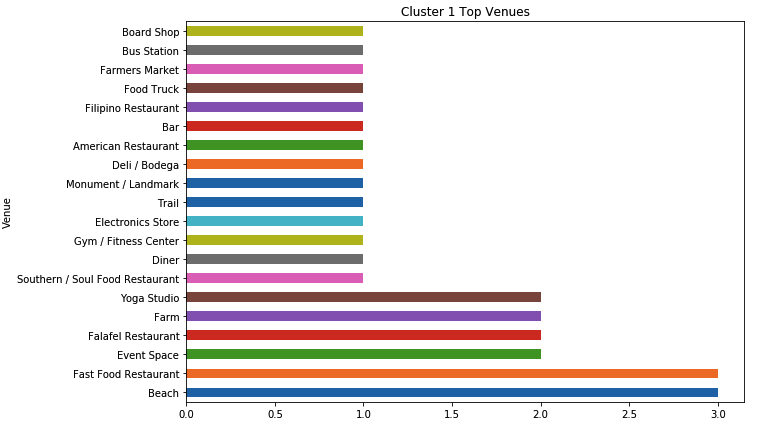 Cluster 1 Top Venues
Board Shop
Bus Station
Farmers Market
Food Truck
Filipino Restaurant
Bar
American Restaurant
Deli / Bodega
Monument / Landmark
Trail
Electronics Store
Gym / Fitness Center
Diner
Southern / Soul Food Restaurant
Yoga Studio
Farm
Falafel Restaurant
Event Space
Fast Food Restaurant
Beach
Venue
0.0 0.5 1.0 1.5 2.0 2.5 3.0